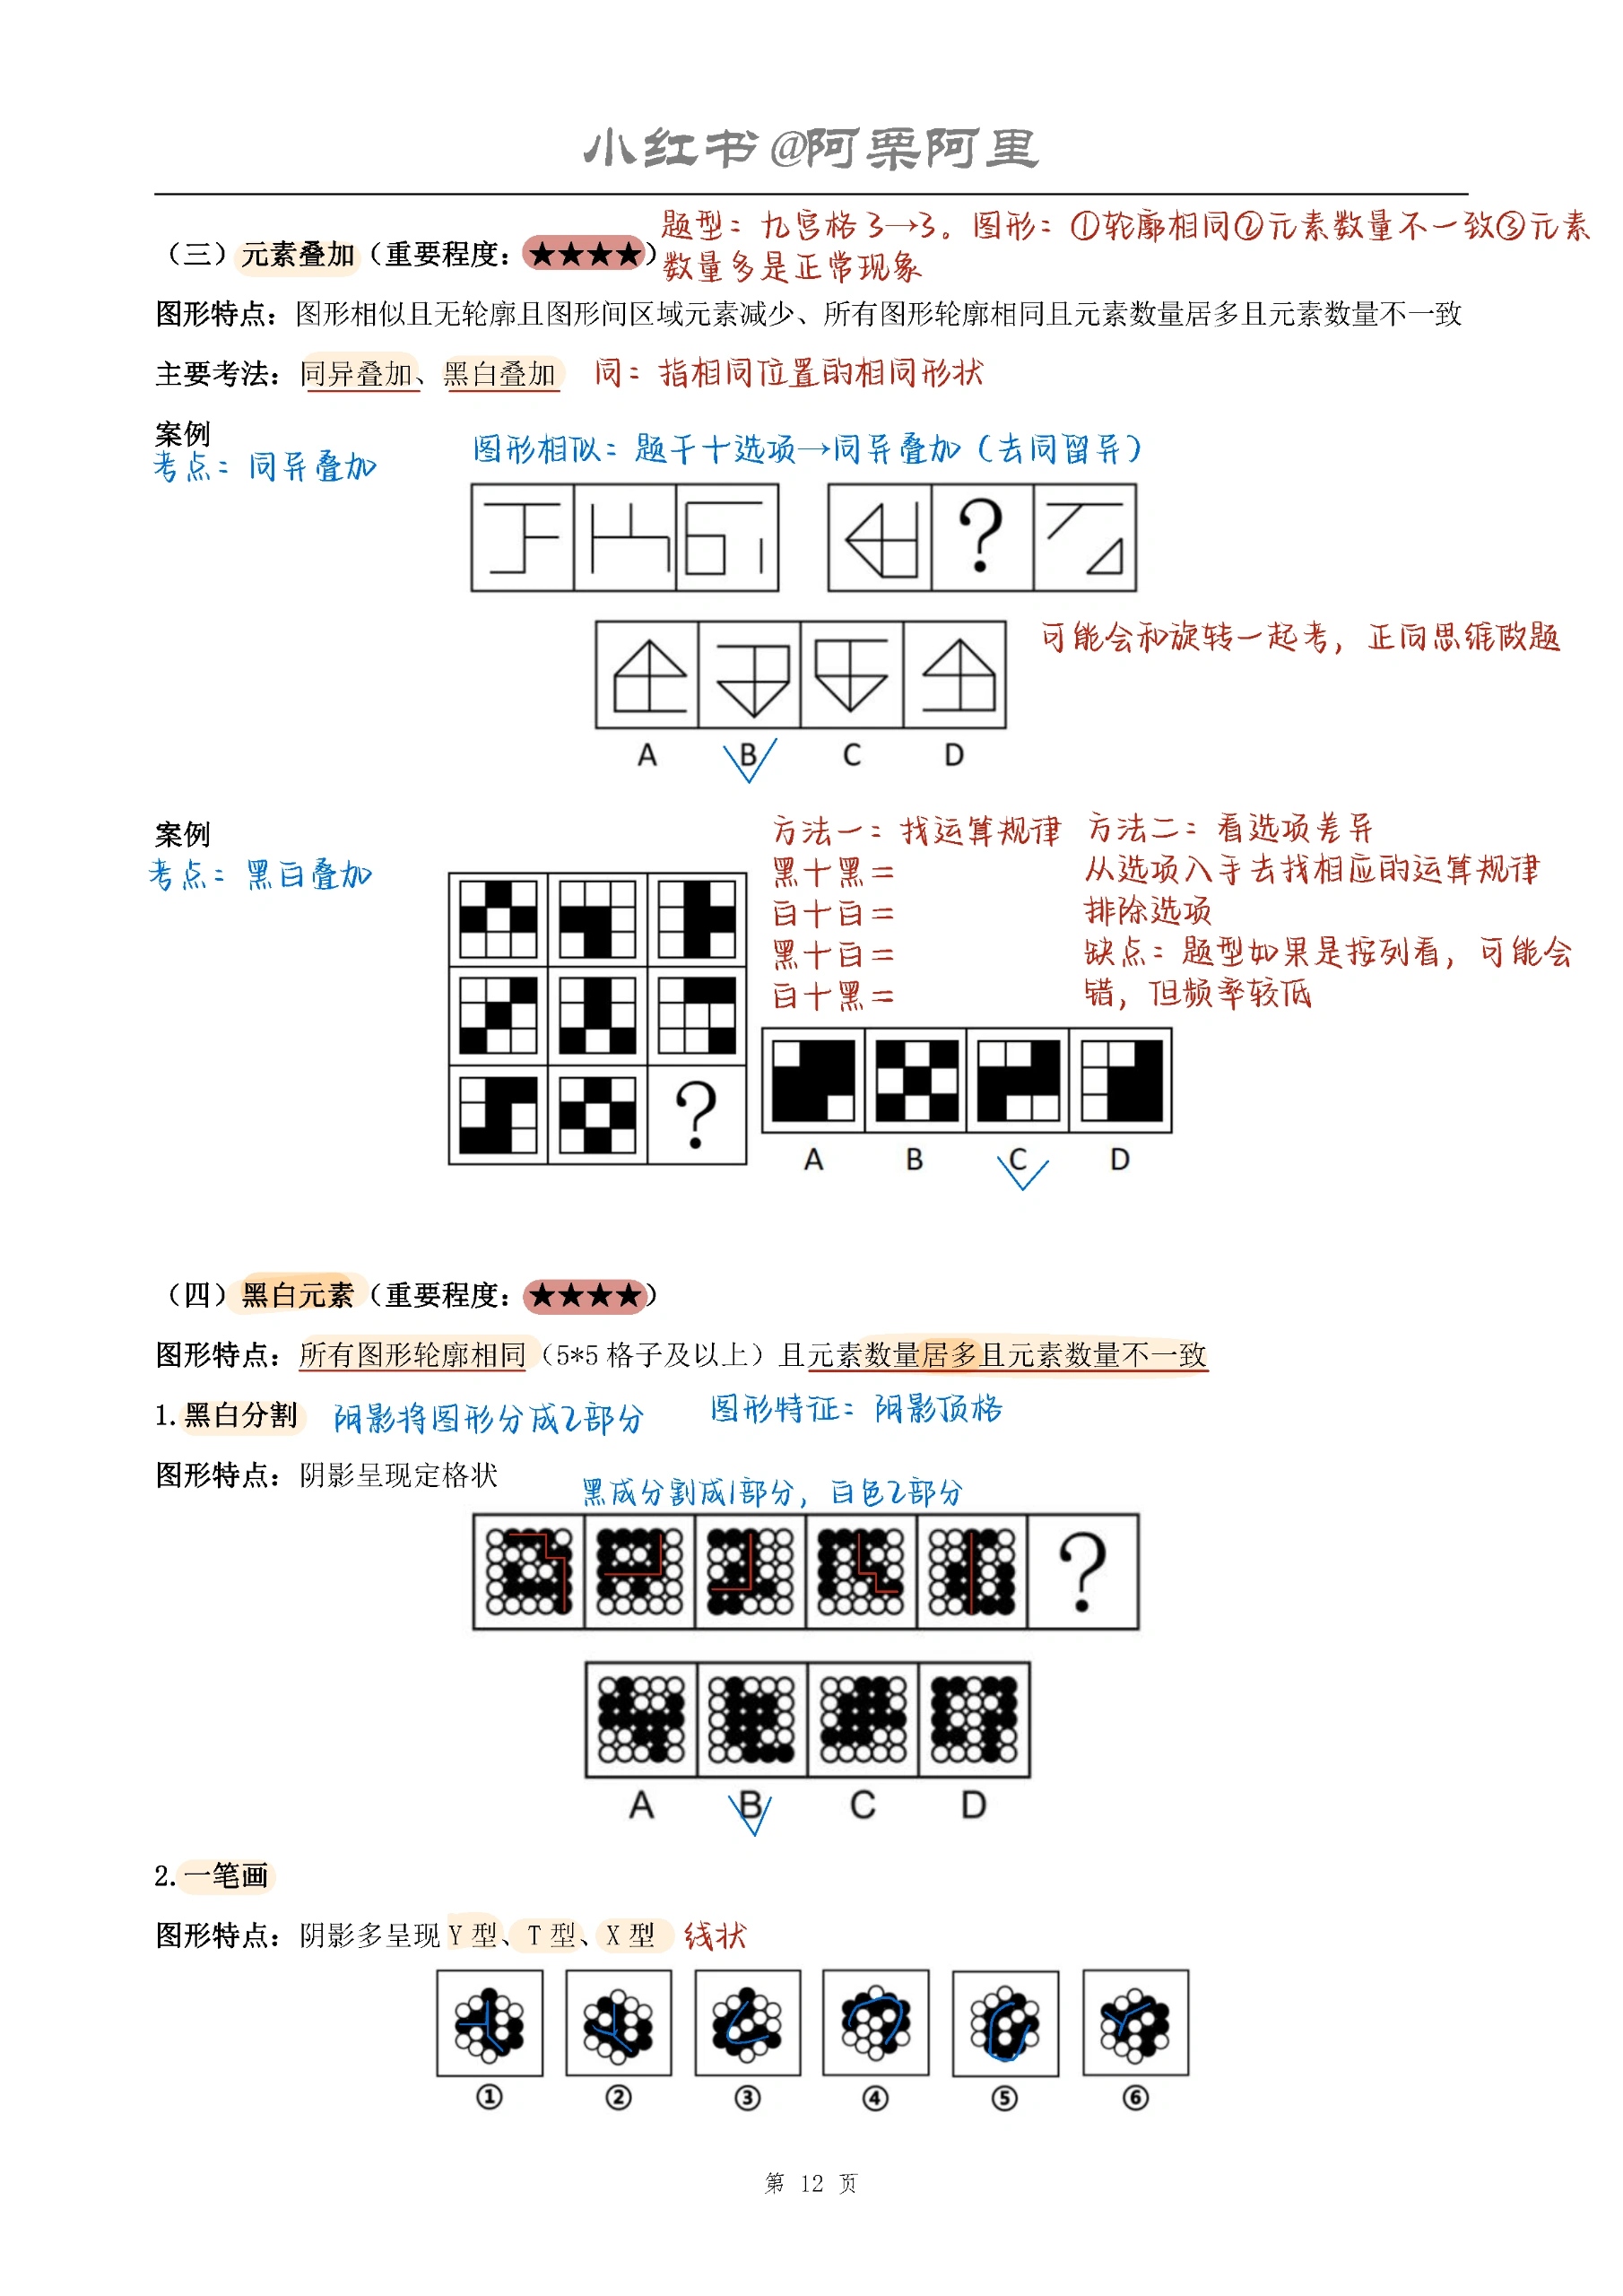 小红书@阿栗阿里
题型：九宫格3→3。图形：①轮廓相同②元素数量不一致③元素
（三）元素叠加（重要程度：★★★★）
数量多是正常现象
图形特点：图形相似且无轮廓且图形间区域元素减少、所有图形轮廓相同且元素数量居多且元素数量不一致
主要考法：同异叠加、黑白叠加 同：指相同位置的相同形状
案例
考点：同异叠加 图形相似：题干十选项→同异叠加（去同留异）
?
可能会和旋转一起考，正向思维做题
A B C D
案例
考点：黑白叠加
方法一：找运算规律 方法二：看选项差异
黑十黑= 从选项入手去找相应的运算规律
白十白= 排除选项
黑十白= 缺点：题型如果是按列看，可能会
白十黑= 错，但频率较低
?
A B C D
（四）黑白元素（重要程度：★★★★）
图形特点：所有图形轮廓相同（5*5 格子及以上）且元素数量居多且元素数量不一致
1.黑白分割 阴影将图形分成2部分 图形特征：阴影顶格
图形特点：阴影呈现定格状
黑成分割成1部分，白色2部分
?
A B C D
2.一笔画
图形特点：阴影多呈现 Y 型、T 型、X 型 线状
① ② ③ ④ ⑤ ⑥
第 12 页